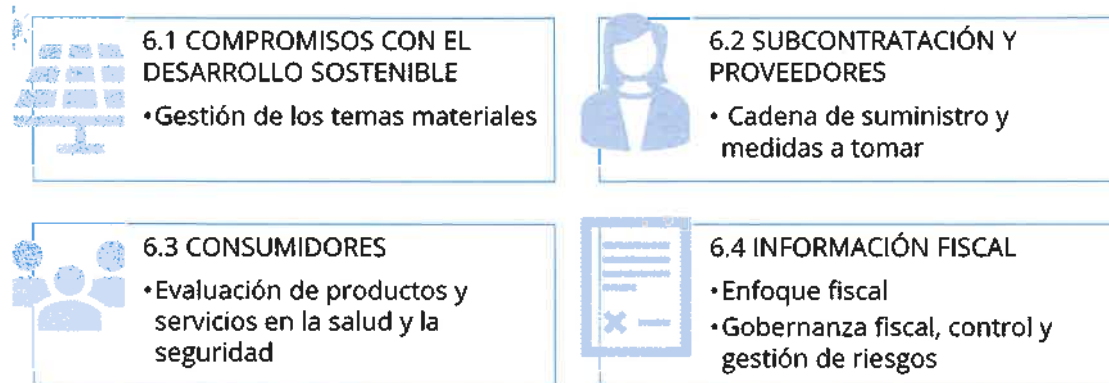 6.1 COMPROMISOS CON EL
DESARROLLO SOSTENIBLE
•Gestión de los temas materiales
6.2 SUBCONTRATACIÓN Y
PROVEEDORES
• Cadena de suministro y
medidas a tomar
6.3 CONSUMIDORES
•Evaluación de productos y
servicios en la salud y la
seguridad
6.4 INFORMACIÓN FISCAL
•Enfoque fiscal
•Gobernanza fiscal, control y
gestión de riesgos